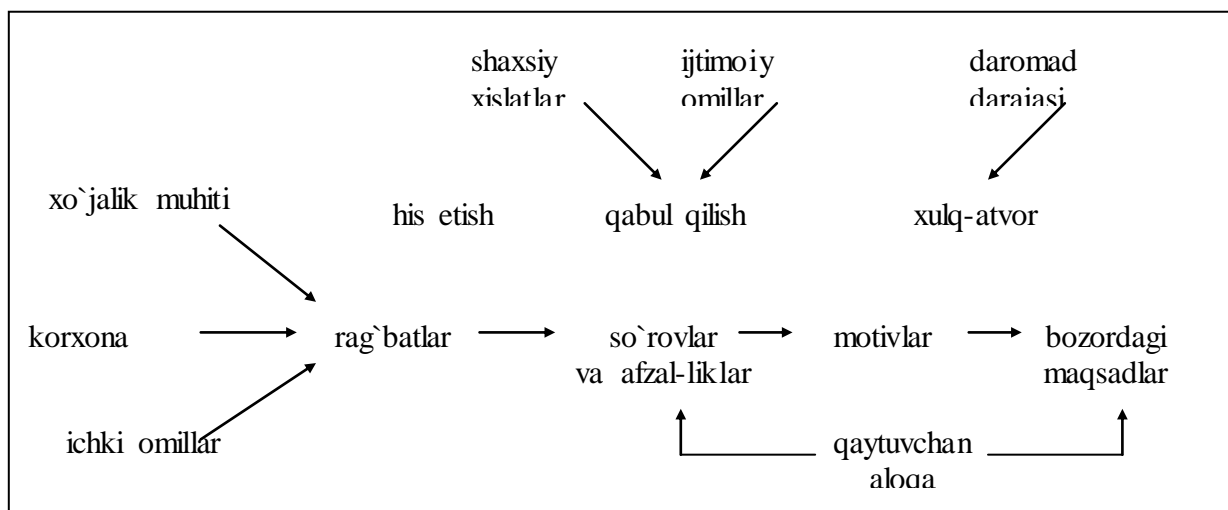 shaxsiy xislatlar
ijtimoiy omillar
daromad darajasi
xo`jalik muhiti
his etish
qabul qilish
xulq-atvor
korxona
rag`batlar
so`rovlar
va afzal-liklar
motivlar
bozordagi
maqsadlar
ichki omillar
qaytuvchan
aloqa